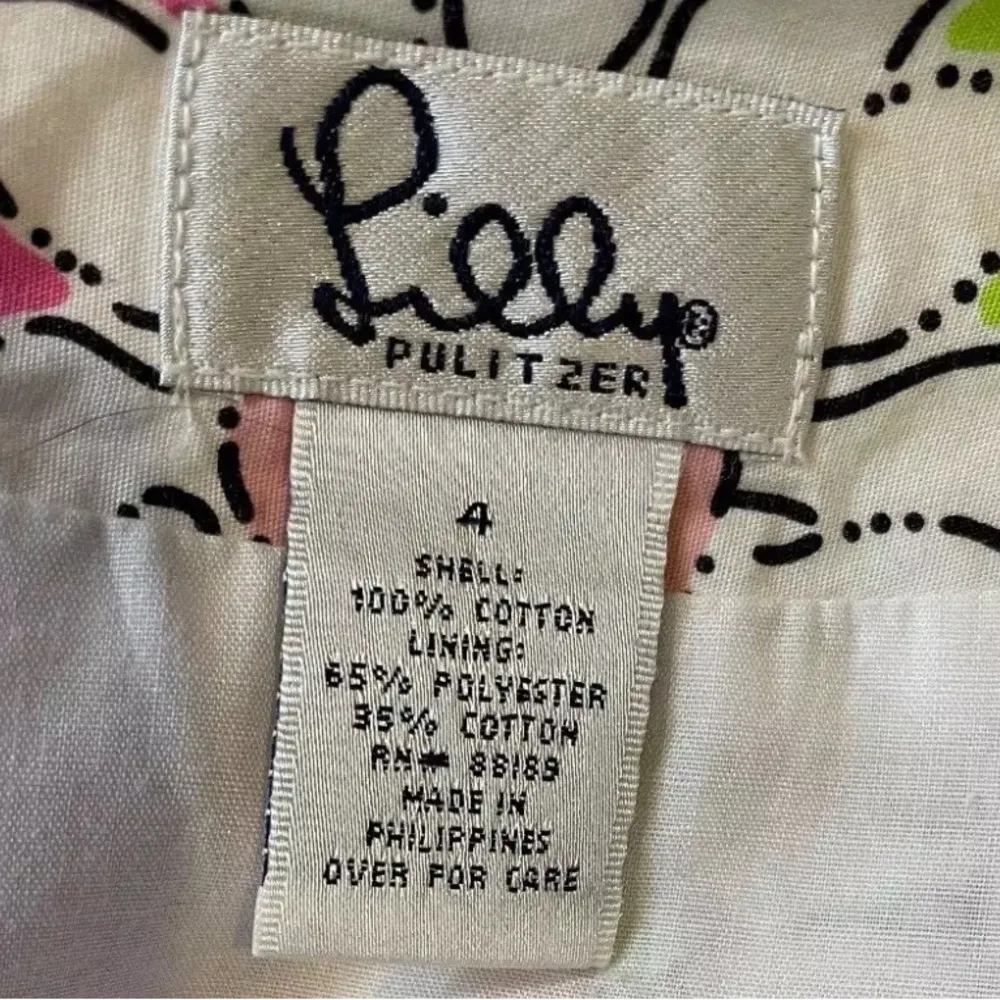 Lilly®
PULITZER
4
SHELL:
100% COTTON
LINING:
65% POLYESTER
35% COTTON
RN# 88189
MADE IN
PHILIPPINES
OVER FOR CARE